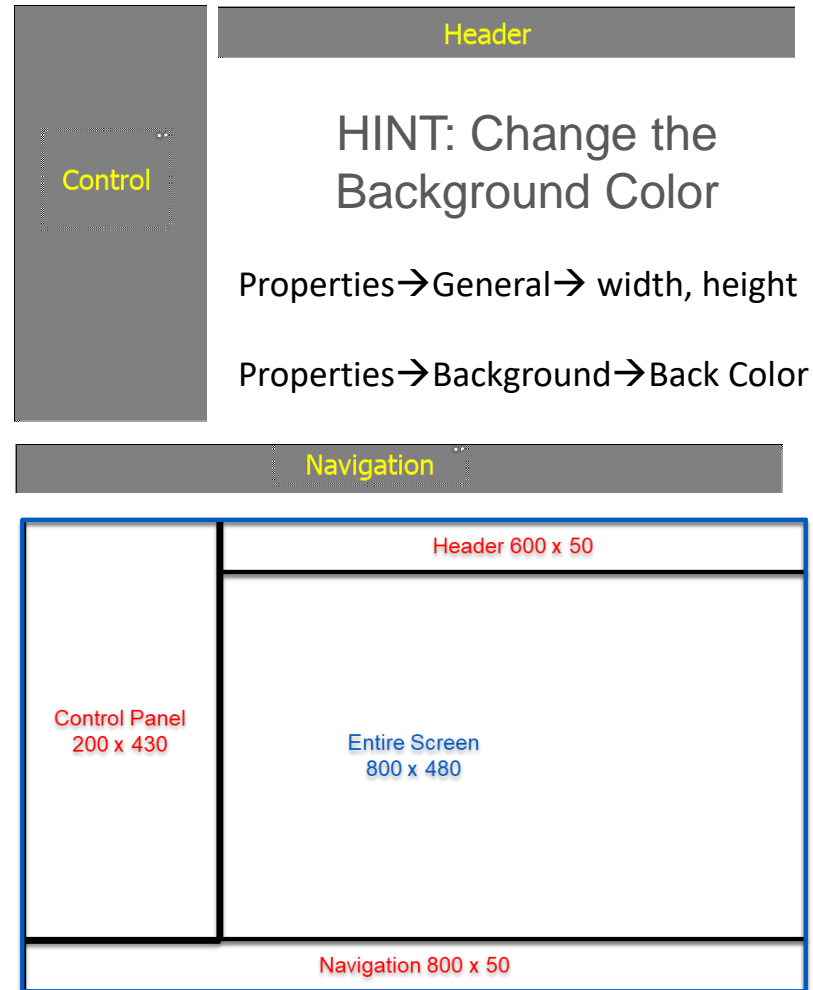 Header
Control
HINT: Change the
Background Color
Properties→General→ width, height
Properties→Background→Back Color
Navigation
Header 600 x 50
Control Panel
200 x 430
Entire Screen
800 x 480
Navigation 800 x 50